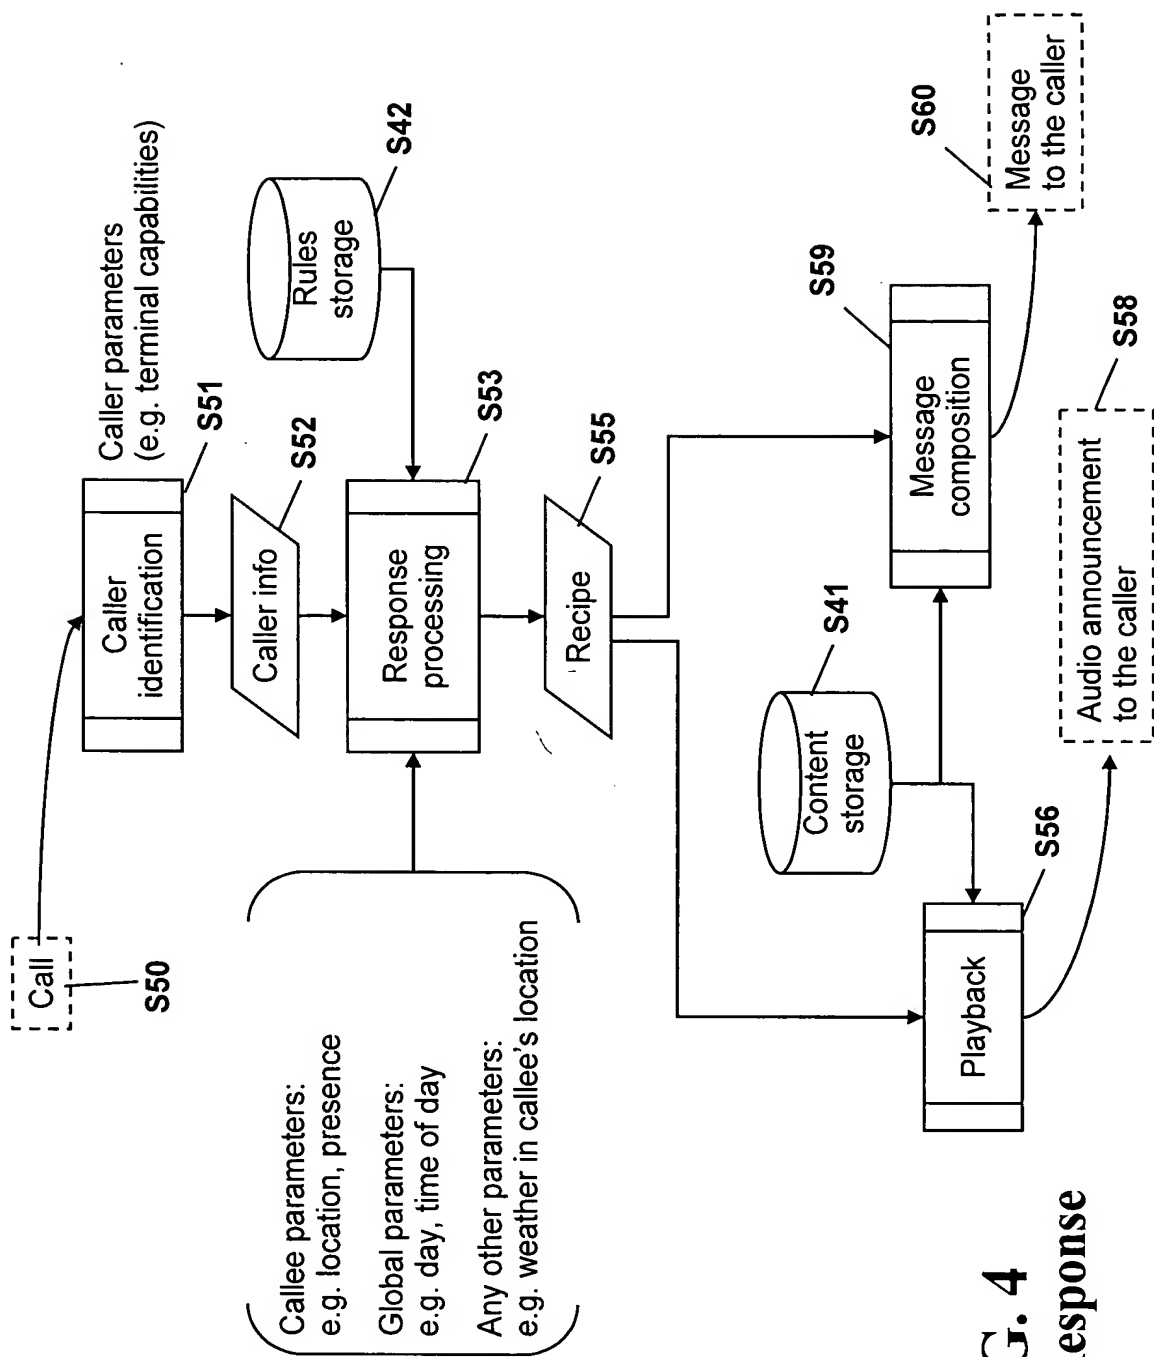 Call
S50
Caller
identification
S51
Caller parameters
(e.g. terminal capabilities)
Caller info
S52
Rules
storage
S42
Response
processing
S53
Callee parameters:
e.g. location, presence
Global parameters:
e.g. day, time of day
Any other parameters:
e.g. weather in callee's location
Recipe
S55
Content
storage
S41
Message
composition
S59
Message
to the caller
S60
Playback
S56
Audio announcement
to the caller
S58
G. 4
esponse